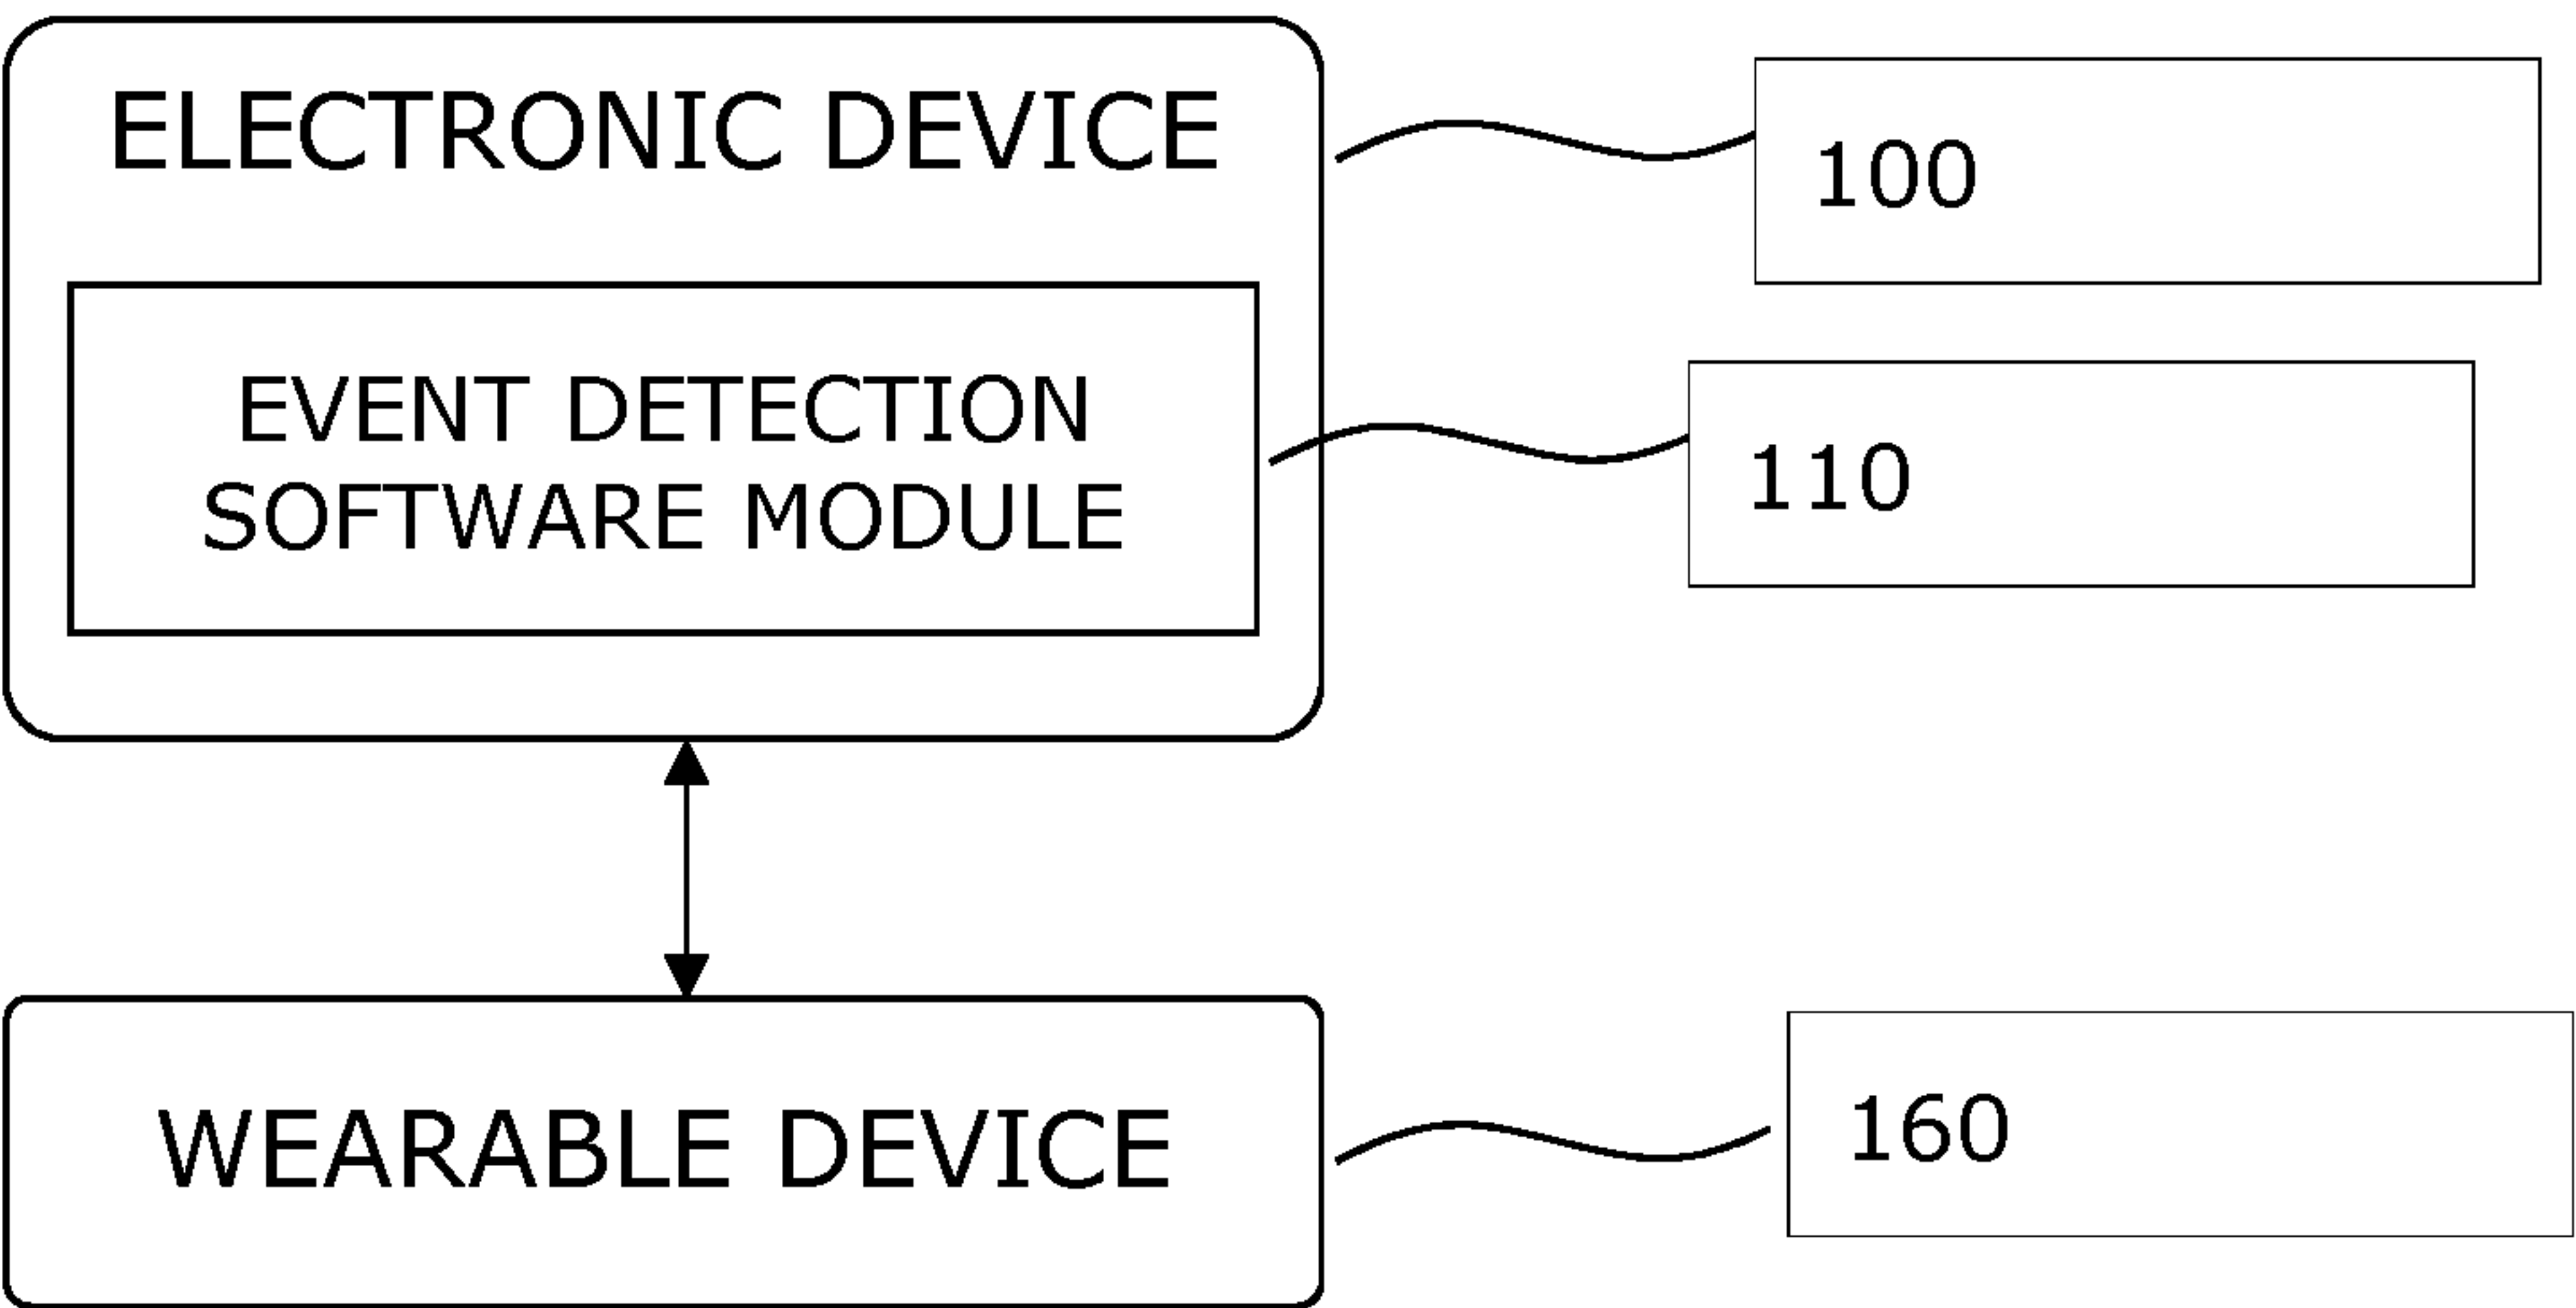 ELECTRONIC DEVICE
100
EVENT DETECTION
SOFTWARE MODULE
110
WEARABLE DEVICE
160